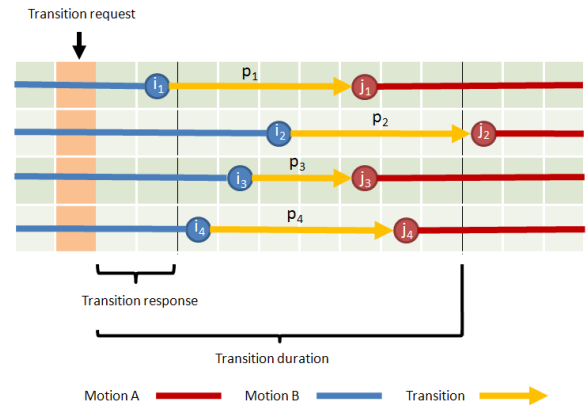 Transition request
i1
p1
j1
i2
p2
j2
i3
p3
j3
i4
p4
j4
Transition response
Transition duration
Motion A
Motion B
Transition